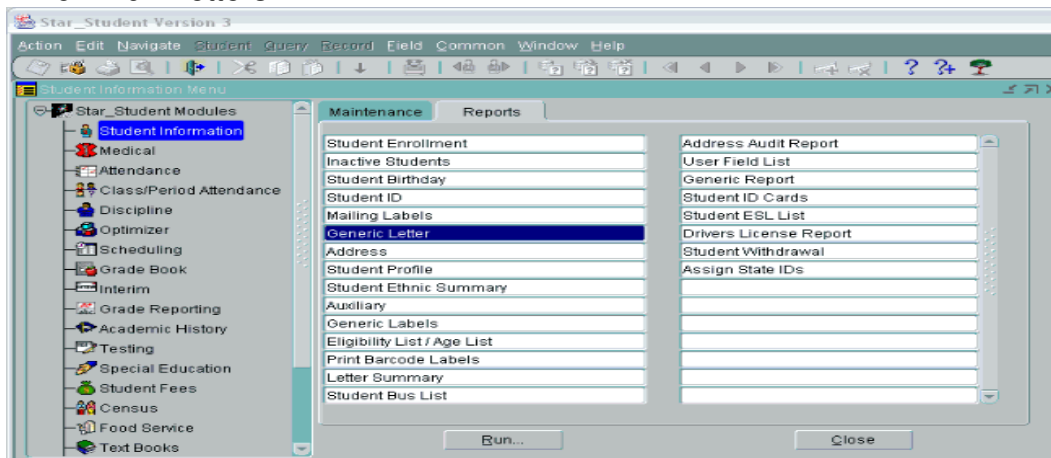 Star_Student Version 3
Action Edit Navigate Student Query Record Field Common Window Help
Student Information Menu
Star_Student Modules
Student Information
Medical
Attendance
Class/Period Attendance
Discipline
Optimizer
Scheduling
Grade Book
Interim
Grade Reporting
Academic History
Testing
Special Education
Student Fees
Census
Food Service
Text Books
Maintenance Reports
Student Enrollment
Inactive Students
Student Birthday
Student ID
Mailing Labels
Generic Letter
Address
Student Profile
Student Ethnic Summary
Auxiliary
Generic Labels
Eligibility List / Age List
Print Barcode Labels
Letter Summary
Student Bus List
Address Audit Report
User Field List
Generic Report
Student ID Cards
Student ESL List
Drivers License Report
Student Withdrawal
Assign State IDs
Run... Close